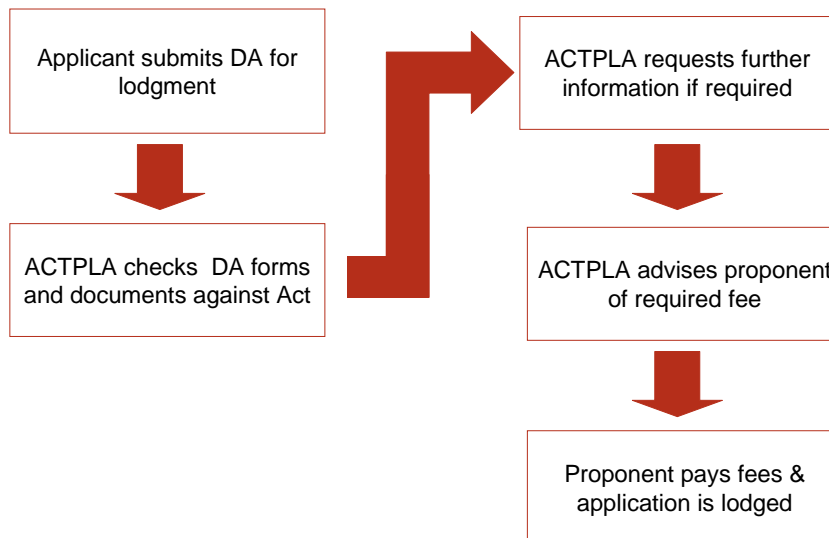 Applicant submits DA for
lodgment
ACTPLA checks  DA forms
and documents against Act
ACTPLA requests further
information if required
ACTPLA advises proponent
of required fee
Proponent pays fees &
application is lodged